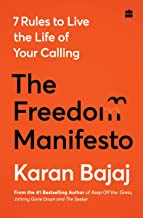 7 Rules to Live
the Life of
Your Calling
The
Freedom
Manifesto
Karan Bajaj
From the #1 Bestselling Author of Keep Off the Grass,
Johnny Gone Down and The Seeker